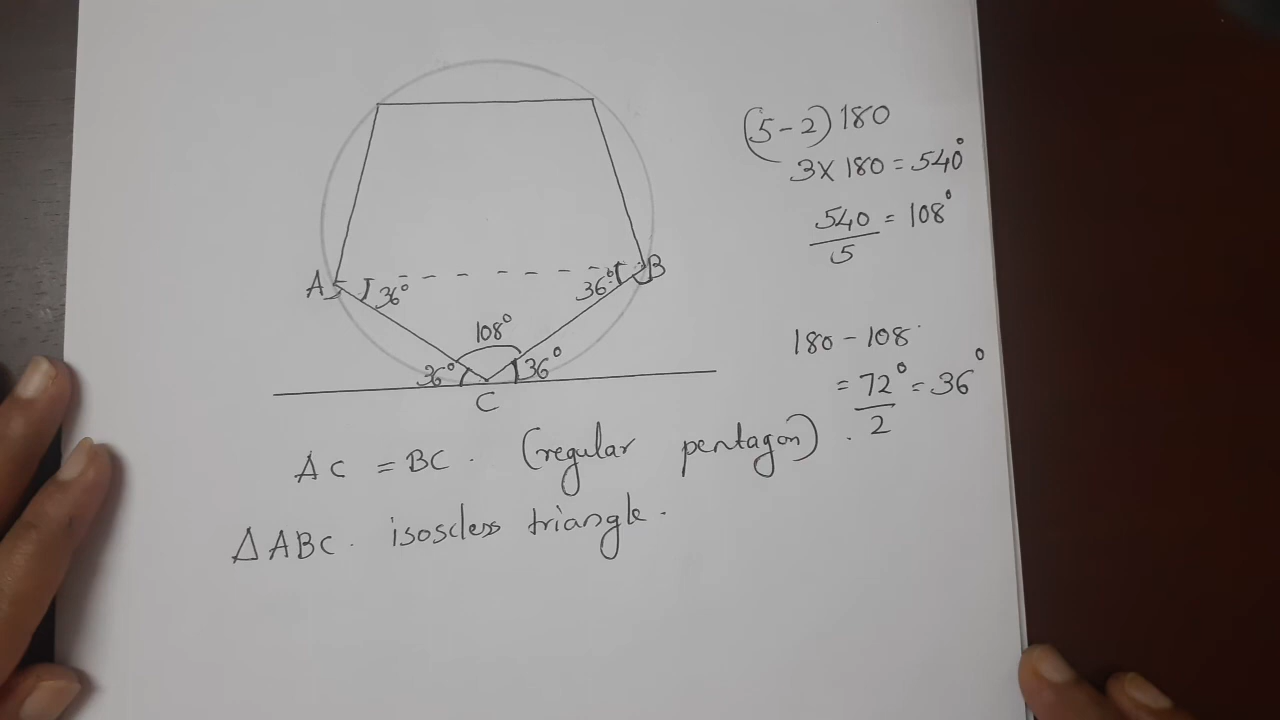 (5-2) 180
3 x 180 = 540°
540/5 = 108°
A
B
36°
36°
108°
36°
36°
C
180 - 108
= 72°/2 = 36°
AC = BC. (regular pentagon).
△ABC. isoscless triangle.